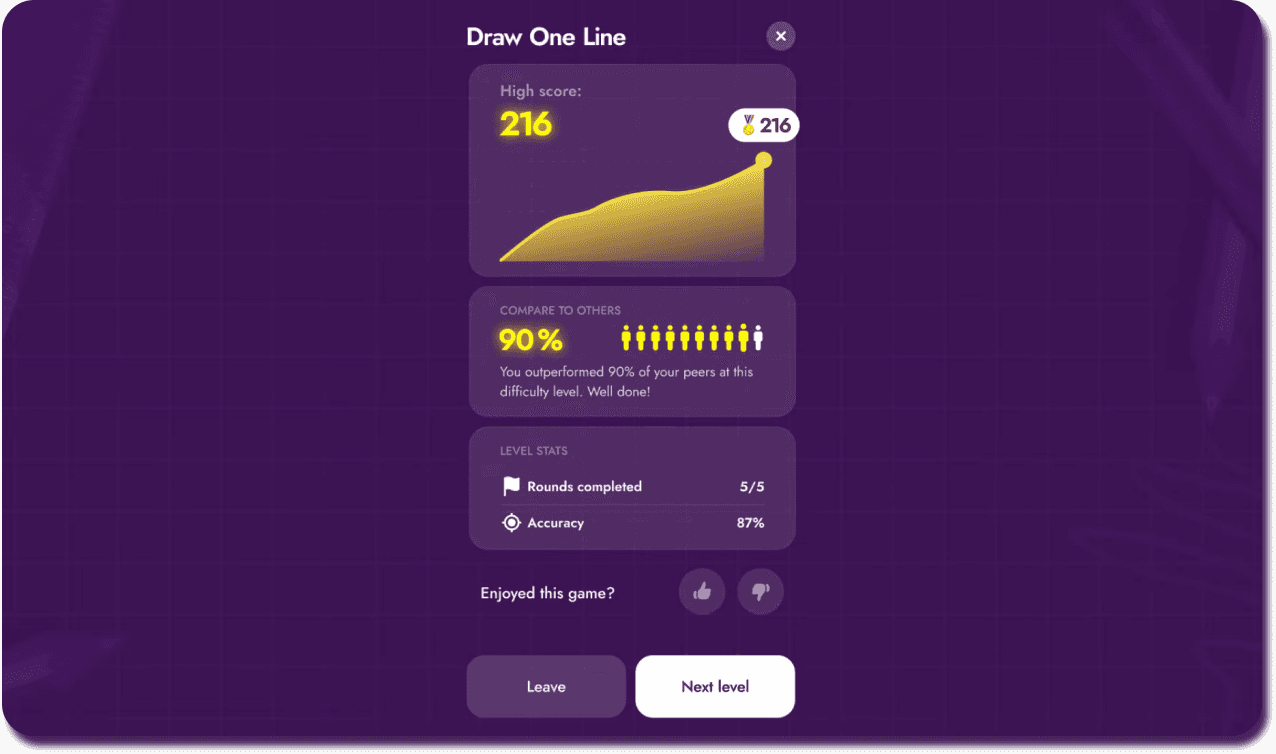 Draw One Line
High score:
216
216
COMPARE TO OTHERS
90%
You outperformed 90% of your peers at this
difficulty level. Well done!
LEVEL STATS
Rounds completed 5/5
Accuracy 87%
Enjoyed this game?
Leave
Next level